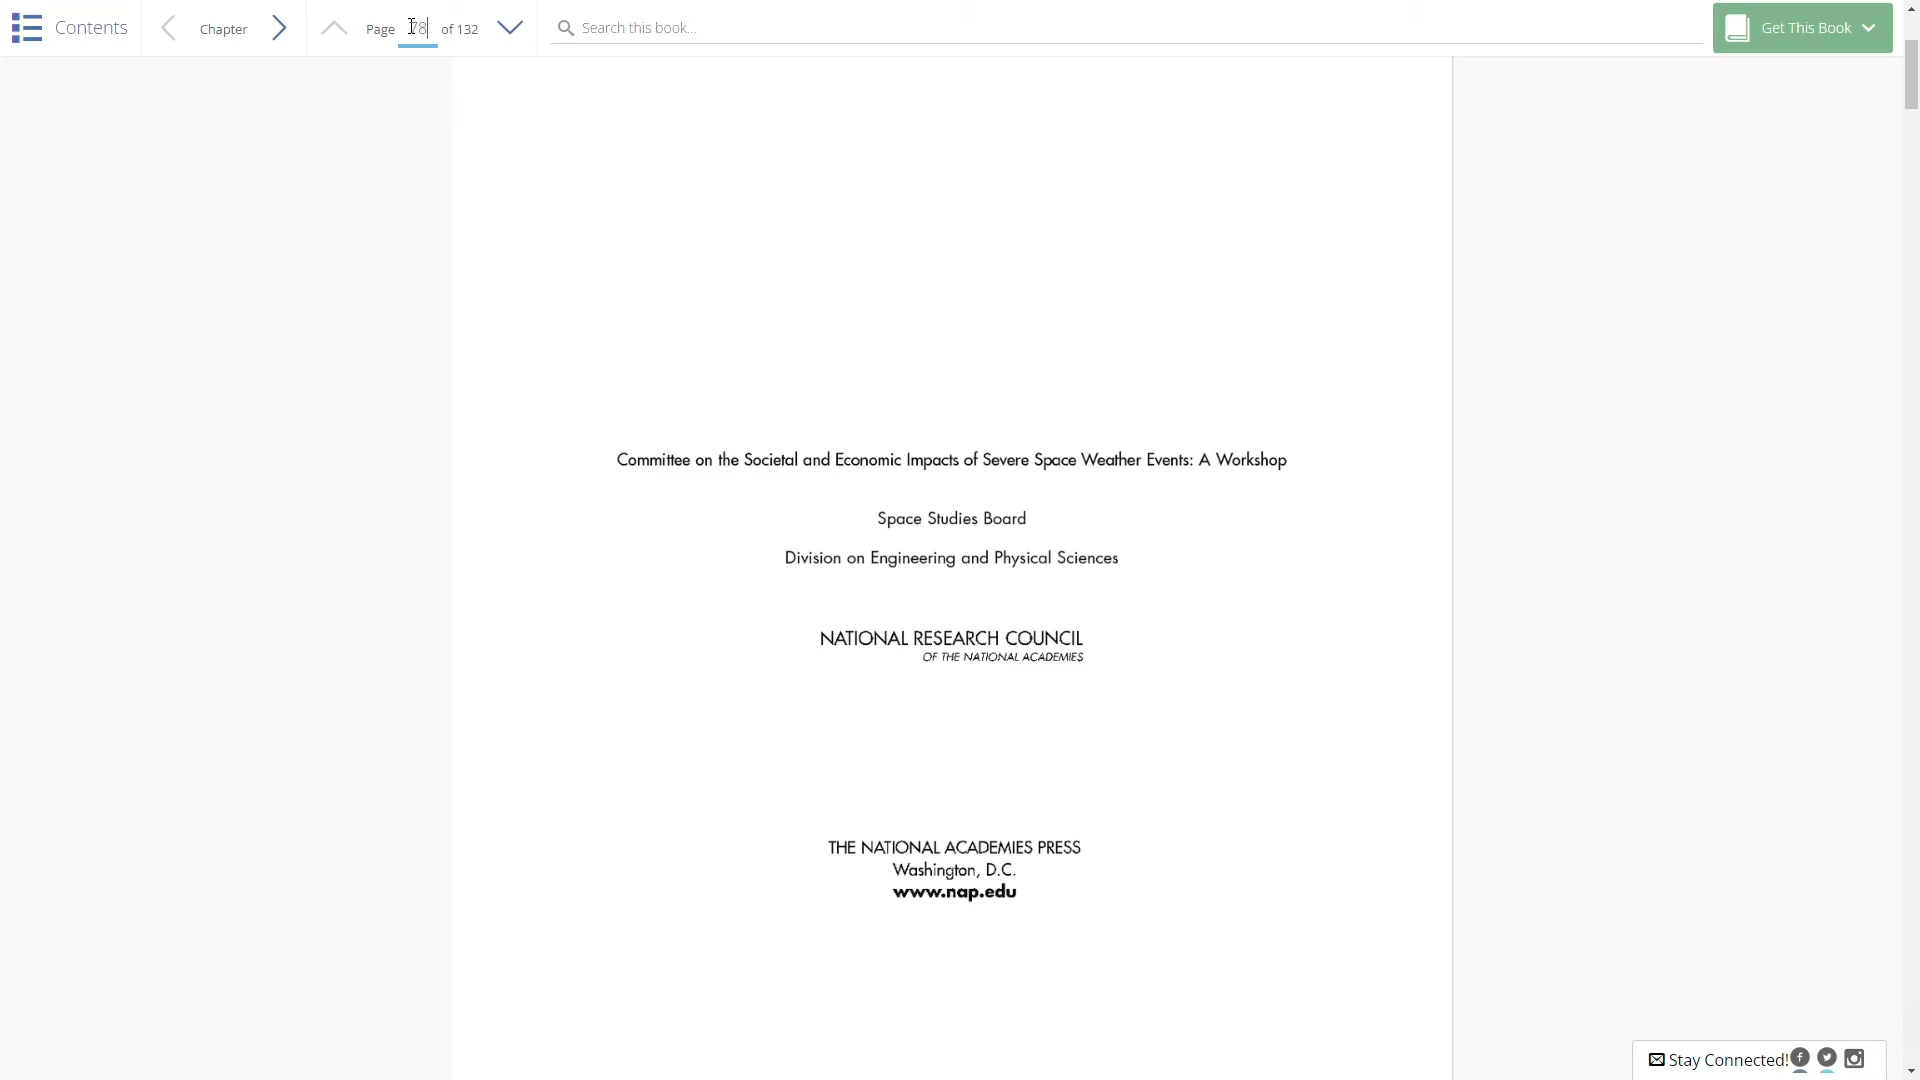 Contents
Chapter
Page 78 of 132
Search this book...
Get This Book
Committee on the Societal and Economic Impacts of Severe Space Weather Events: A Workshop
Space Studies Board
Division on Engineering and Physical Sciences
NATIONAL RESEARCH COUNCIL
OF THE NATIONAL ACADEMIES
THE NATIONAL ACADEMIES PRESS
Washington, D.C.
www.nap.edu
Stay Connected!